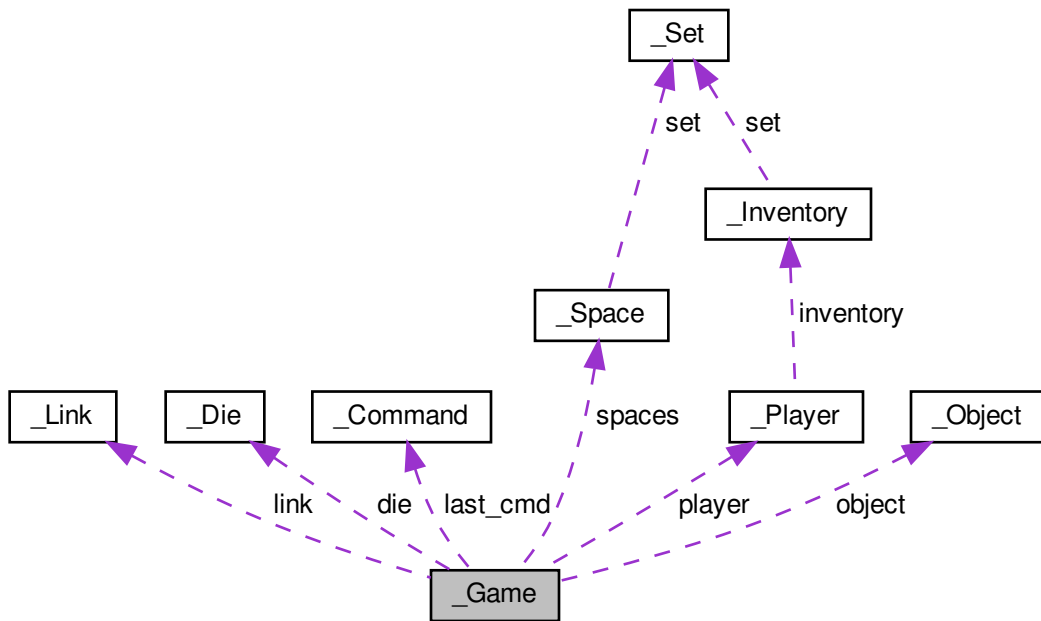 _Set
set
set
_Inventory
_Space
inventory
_Link
_Die
_Command
spaces
_Player
_Object
link
die
last_cmd
player
object
_Game